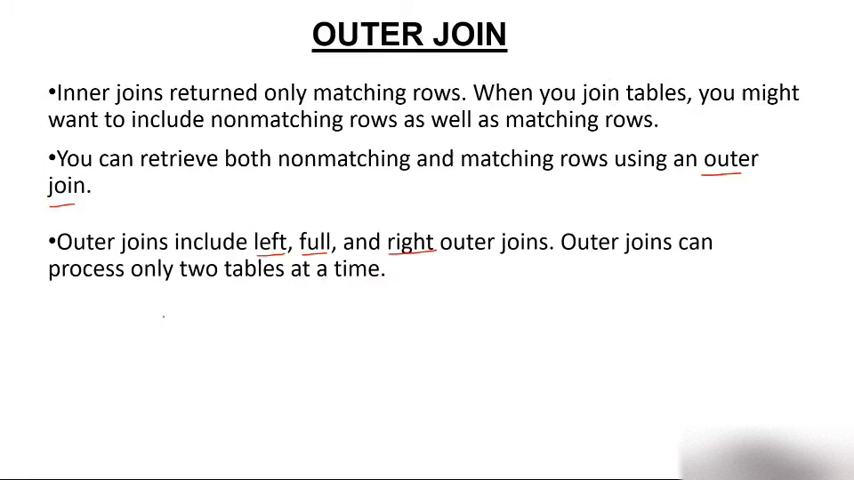 OUTER JOIN
•Inner joins returned only matching rows. When you join tables, you might
want to include nonmatching rows as well as matching rows.
•You can retrieve both nonmatching and matching rows using an outer
join.
•Outer joins include left, full, and right outer joins. Outer joins can
process only two tables at a time.